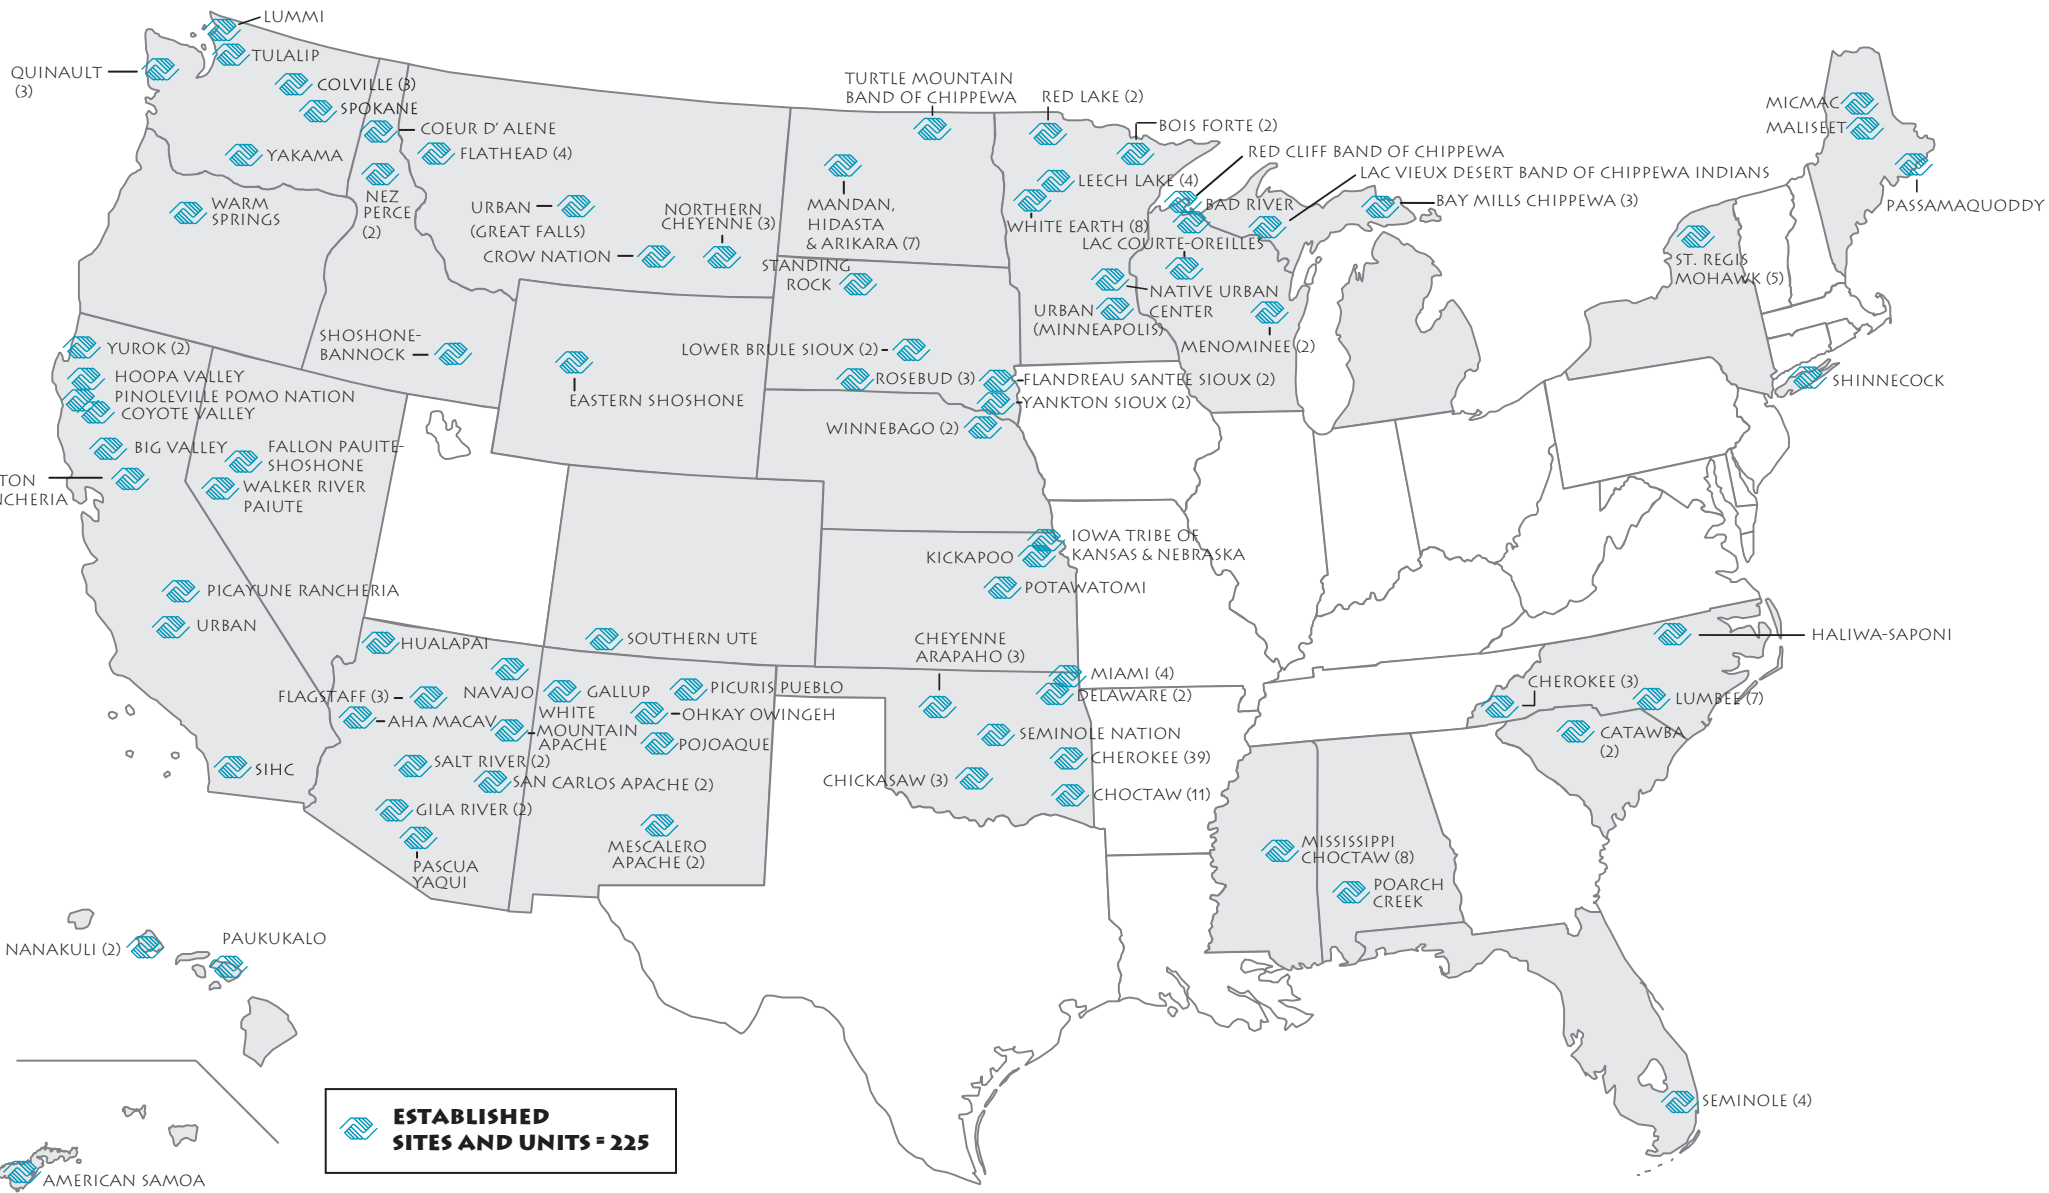 LUMMI
TULALIP
QUINAULT
(3)
COLVILLE (3)
SPOKANE
COEUR D' ALENE
FLATHEAD (4)
YAKAMA
NEZ
PERCE
(2)
WARM
SPRINGS
URBAN
(GREAT FALLS)
NORTHERN
CHEYENNE (3)
CROW NATION
TURTLE MOUNTAIN
BAND OF CHIPPEWA
RED LAKE (2)
BOIS FORTE (2)
RED CLIFF BAND OF CHIPPEWA
LAC VIEUX DESERT BAND OF CHIPPEWA INDIANS
LEECH LAKE (4)
BAD RIVER
BAY MILLS CHIPPEWA (3)
MANDAN,
HIDASTA
& ARIKARA (7)
WHITE EARTH (8)
LAC COURTE-OREILLES
STANDING
ROCK
NATIVE URBAN
CENTER
URBAN
(MINNEAPOLIS)
MENOMINEE (2)
MICMAC
MALISEET
PASSAMAQUODDY
ST. REGIS
MOHAWK (5)
SHINNECOCK
YUROK (2)
HOOPA VALLEY
PINOLEVILLE POMO NATION
COYOTE VALLEY
BIG VALLEY
TON
NCHERIA
SHOSHONE-
BANNOCK
EASTERN SHOSHONE
LOWER BRULE SIOUX (2)
ROSEBUD (3)
FLANDREAU SANTEE SIOUX (2)
YANKTON SIOUX (2)
WINNEBAGO (2)
FALLON PAUITE-
SHOSHONE
WALKER RIVER
PAIUTE
PICAYUNE RANCHERIA
URBAN
IOWA TRIBE OF
KANSAS & NEBRASKA
KICKAPOO
POTAWATOMI
HUALAPAI
SOUTHERN UTE
CHEYENNE
ARAPAHO (3)
MIAMI (4)
DELAWARE (2)
HALIWA-SAPONI
CHEROKEE (3)
LUMBEE (7)
CATAWBA
(2)
FLAGSTAFF (3)
NAVAJO
GALLUP
PICURIS PUEBLO
OHKAY OWINGEH
AHA MACAV
WHITE
MOUNTAIN
APACHE
POJOAQUE
SEMINOLE NATION
CHEROKEE (39)
CHICKASAW (3)
CHOCTAW (11)
SIHC
SALT RIVER (2)
SAN CARLOS APACHE (2)
GILA RIVER (2)
PASCUA
YAQUI
MESCALERO
APACHE (2)
MISSISSIPPI
CHOCTAW (8)
POARCH
CREEK
NANAKULI (2)
PAUKUKALO
SEMINOLE (4)
AMERICAN SAMOA
ESTABLISHED
SITES AND UNITS = 225